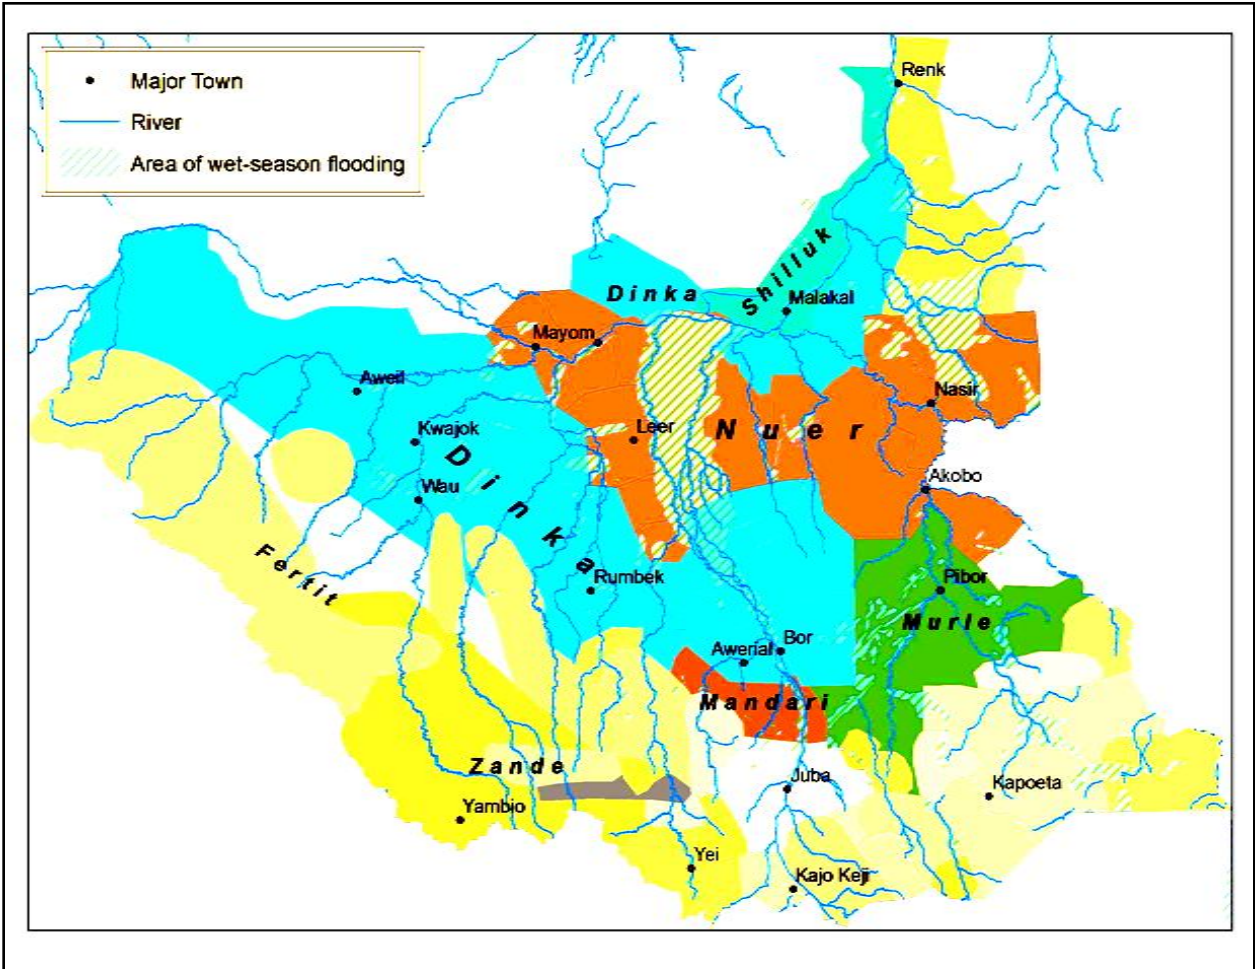 Major Town
River
Area of wet-season flooding
Renk
Shilluk
Dinka
Malakal
Mayom
Aweil
Nasir
Kwajok
Leer
Nuer
Dinka
Wau
Akobo
Fertit
Rumbek
Pibor
Murle
Awerial
Bor
Mandari
Zande
Juba
Kapoeta
Yambio
Yei
Kajo Keji